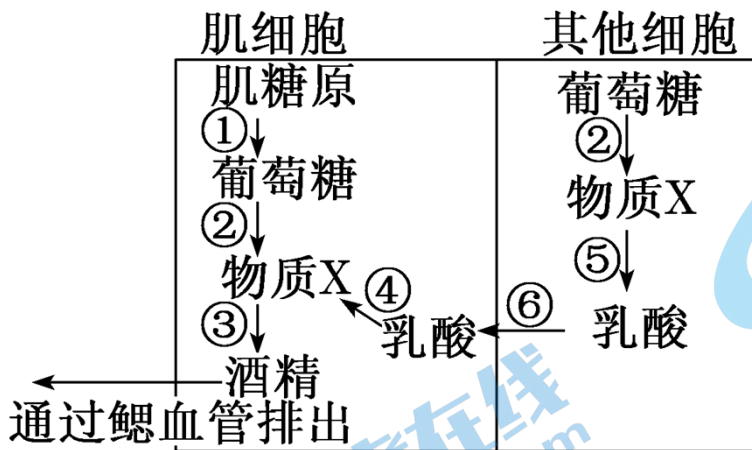 肌细胞
其他细胞
肌糖原
①
葡萄糖
②
物质X
③
酒精
通过鳃血管排出
④
乳酸
⑥
葡萄糖
②
物质X
⑤
乳酸
在线